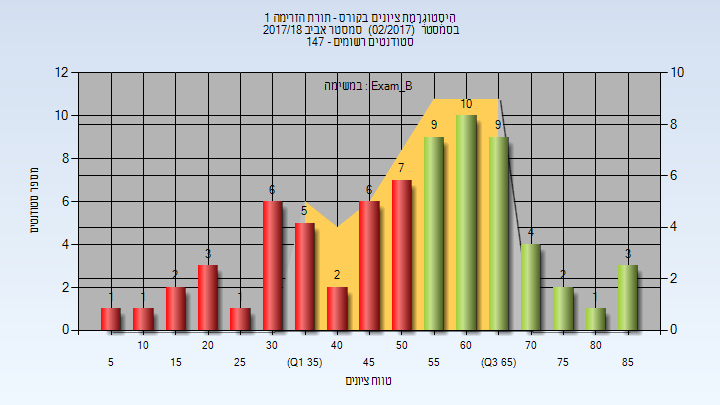 היסטוגרמת ציונים בקורס - תורת הזרימה 1
בסמסטר (02/2017) סמסטר אביב 2017/18
סטודנטים רשומים - 147
במשימה : Exam_B
מספר סטודנטים
12 10 8 6 4 2 0
10 8 6 4 2 0
1 1 2 3 1 6 5 2 6 7 9 10 9 4 2 1 3
10 20 30 40 50 60 70 80
5 15 25 (Q1 35) 45 55 (Q3 65) 75 85
טווח ציונים